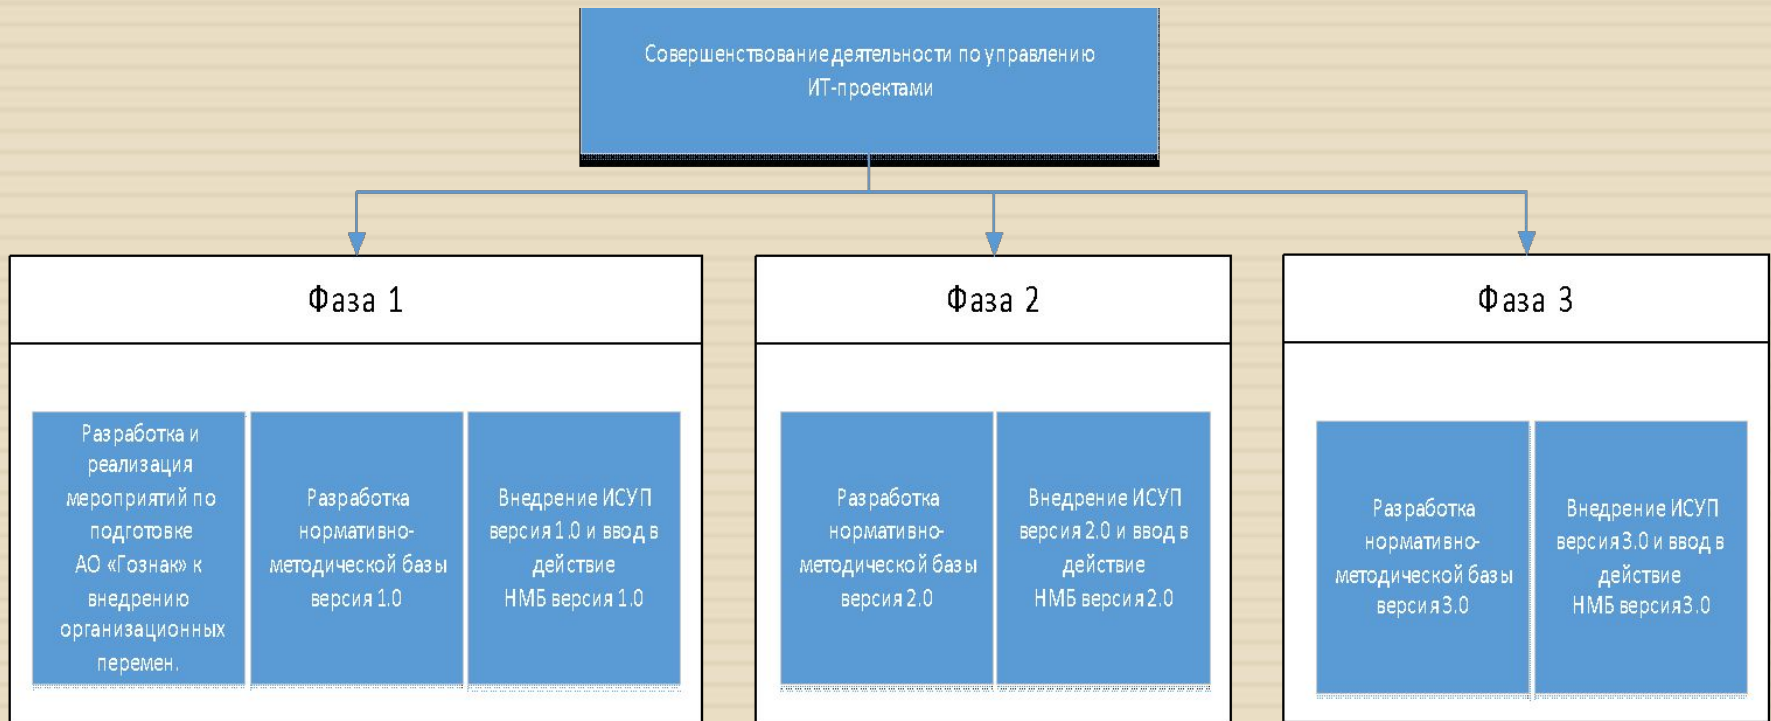 Совершенствование деятельности по управлению
ИТ-проектами
Фаза 1
Разработка и
реализация
мероприятий по
подготовке
АО «Гознак» к
внедрению
организационных
перемен.
Разработка
нормативно-
методической базы
версия 1.0
Внедрение ИСУП
версия 1.0 и ввод в
действие
НМБ версия 1.0
Фаза 2
Разработка
нормативно-
методической базы
версия 2.0
Внедрение ИСУП
версия 2.0 и ввод в
действие
НМБ версия 2.0
Фаза 3
Разработка
нормативно-
методической базы
версия 3.0
Внедрение ИСУП
версия 3.0 и ввод в
действие
НМБ версия 3.0